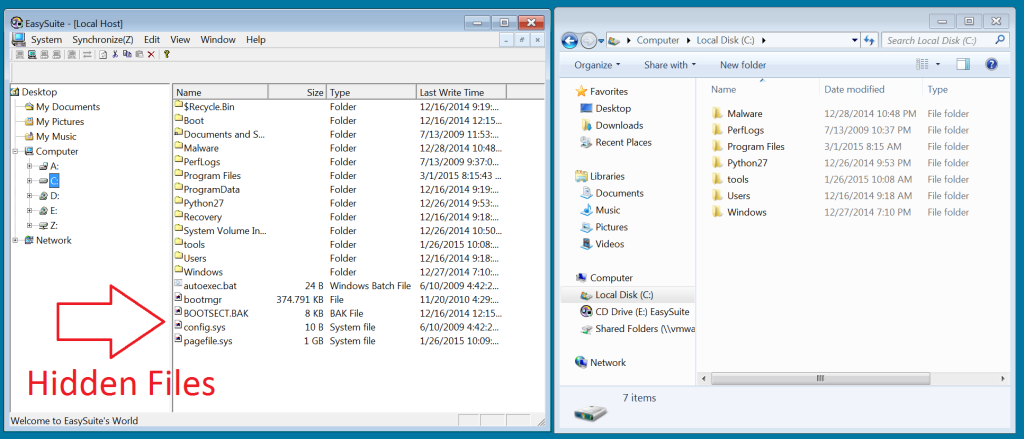 EasySuite - [Local Host]
System Synchronize(Z) Edit View Window Help
Desktop
My Documents
My Pictures
My Music
Computer
A:
C:
D:
E:
Z:
Network
Name Size Type Last Write Time
$Recycle.Bin Folder 12/16/2014 9:19:...
Boot Folder 12/16/2014 12:15...
Documents and S... Folder 7/13/2009 11:53:...
Malware Folder 12/28/2014 10:48...
PerfLogs Folder 7/13/2009 9:37:0...
Program Files Folder 3/1/2015 8:15:43 ...
ProgramData Folder 12/16/2014 9:19:...
Python27 Folder 12/26/2014 9:53:...
Recovery Folder 12/16/2014 9:18:...
System Volume In... Folder 12/26/2014 10:50...
tools Folder 1/26/2015 10:08:...
Users Folder 12/16/2014 9:18:...
Windows Folder 12/27/2014 7:10:...
autoexec.bat 24 B Windows Batch File 6/10/2009 4:42:2...
bootmgr 374.791 KB File 11/20/2010 4:29:...
BOOTSECT.BAK 8 KB BAK File 12/16/2014 12:15...
config.sys 10 B System file 6/10/2009 4:42:2...
pagefile.sys 1 GB System file 1/26/2015 10:09:...
Hidden Files
Welcome to EasySuite's World
Computer Local Disk (C:) Search Local Disk (C:)
Organize Share with New folder
Favorites
Desktop
Downloads
Recent Places
Libraries
Documents
Music
Pictures
Videos
Computer
Local Disk (C:)
CD Drive (E:) EasySuite
Shared Folders (\\vmwa
Network
Name Date modified Type
Malware 12/28/2014 10:48 PM File folder
PerfLogs 7/13/2009 10:37 PM File folder
Program Files 3/1/2015 8:15 AM File folder
Python27 12/26/2014 9:53 PM File folder
tools 1/26/2015 10:08 AM File folder
Users 12/16/2014 9:18 AM File folder
Windows 12/27/2014 7:10 PM File folder
7 items